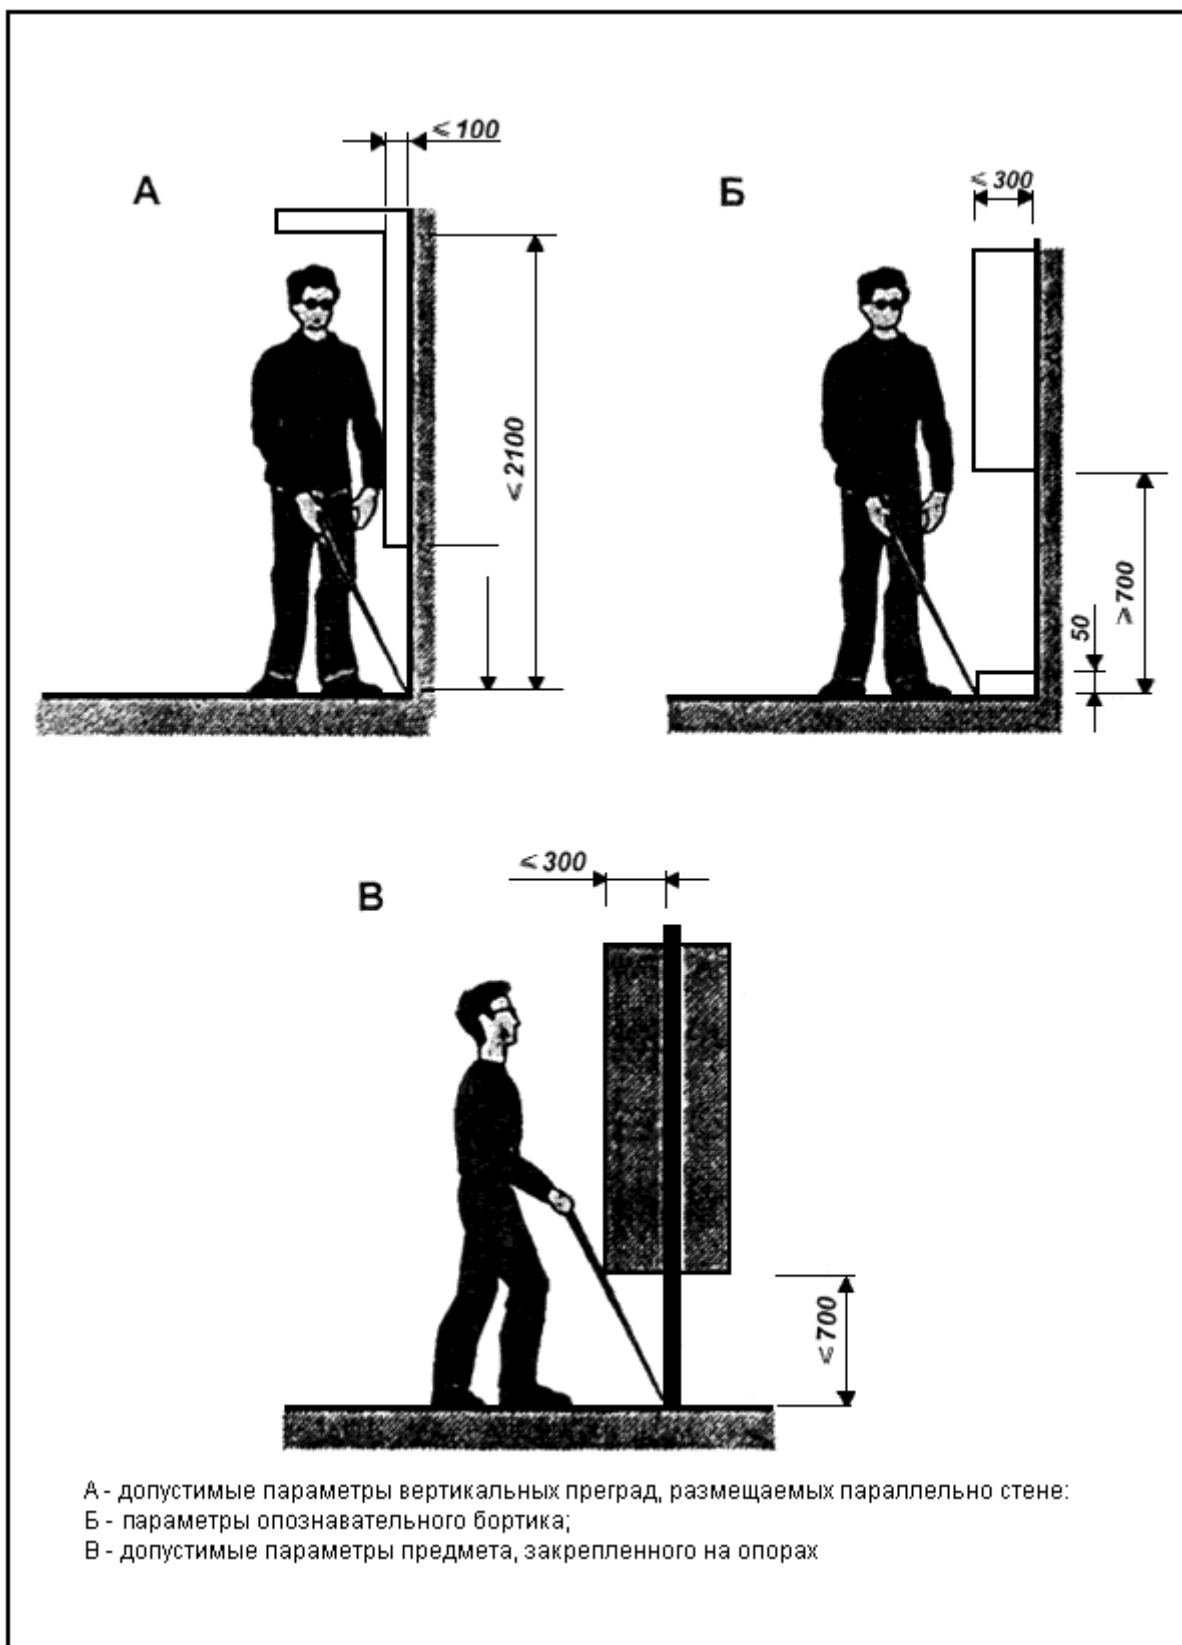 А
≤ 100
< 2100
Б
≤ 300
≥ 700
50
В
≤ 300
≤ 700
А - допустимые параметры вертикальных преград, размещаемых параллельно стене:
Б - параметры опознавательного бортика;
В - допустимые параметры предмета, закрепленного на опорах